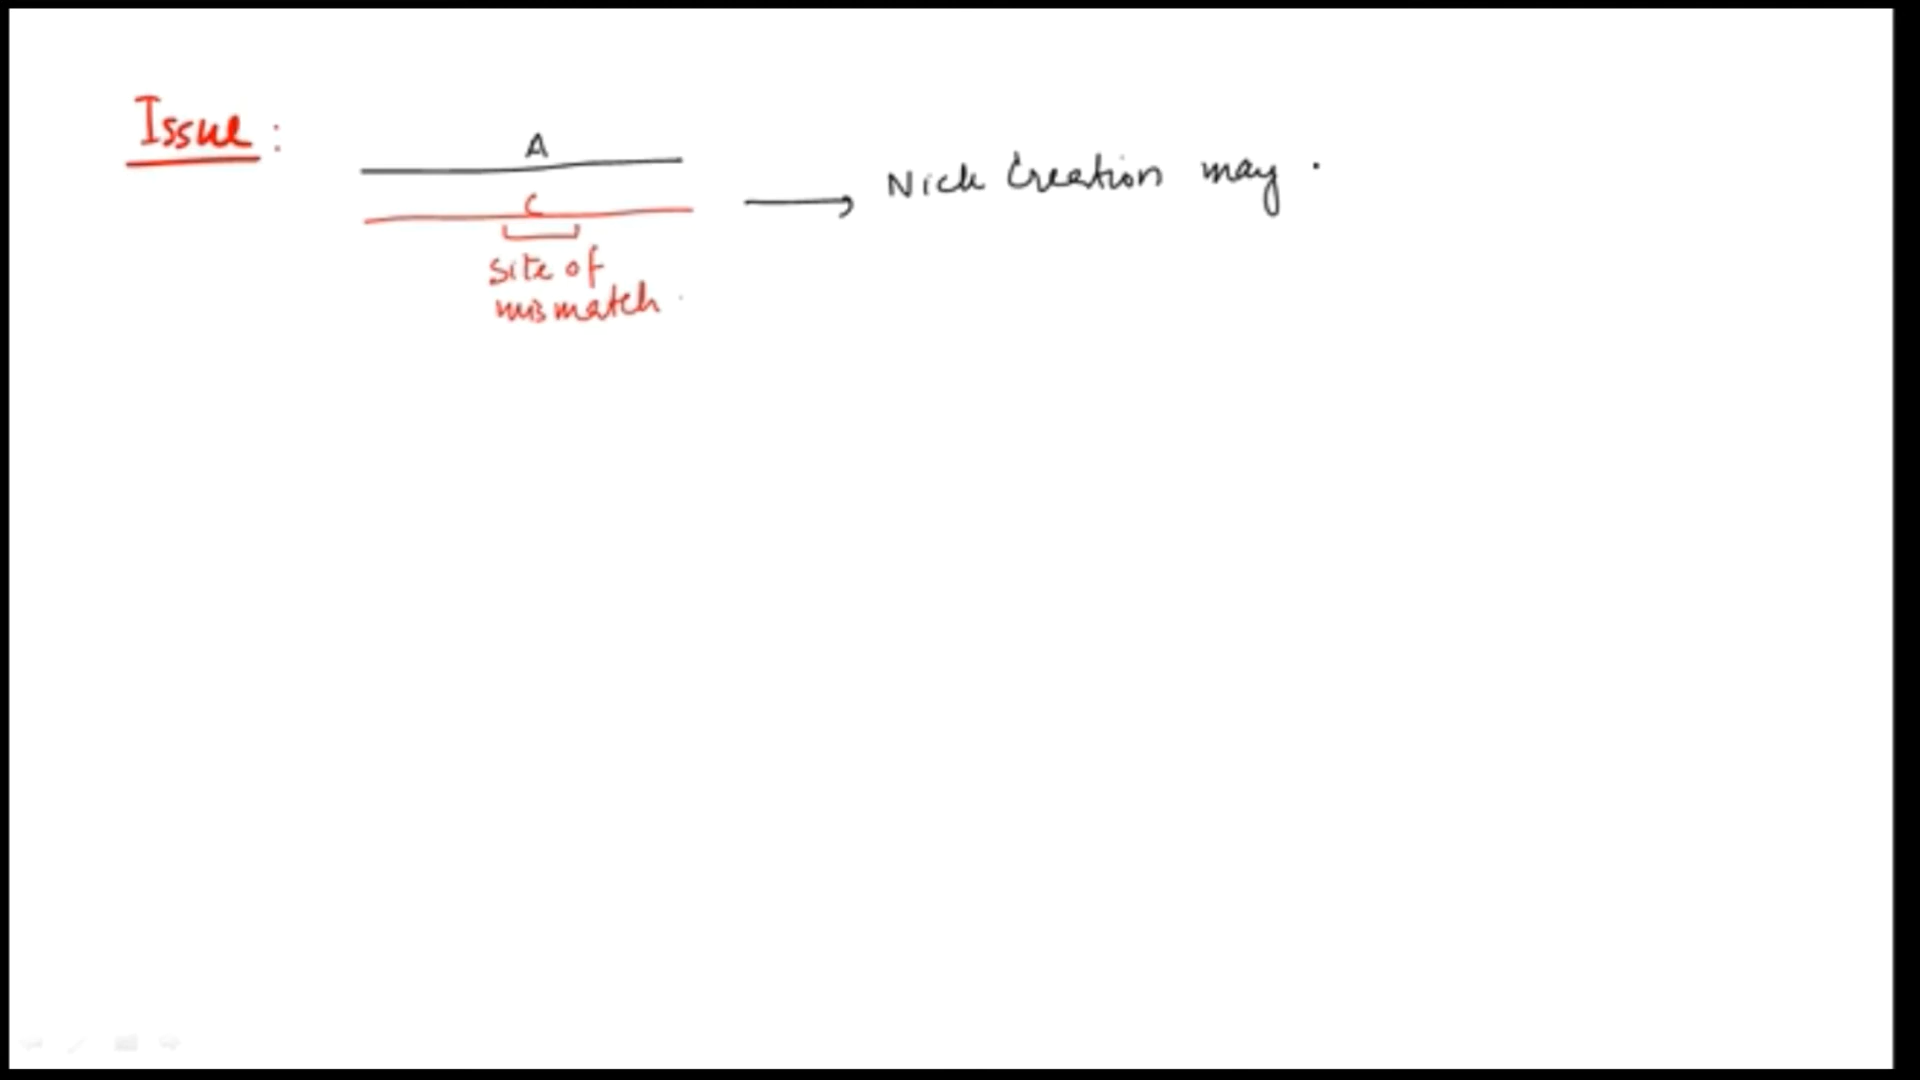 Issue :
A
C
site of
mismatch.
Nick Creation may